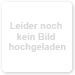 Leider noch
kein Bild
hochgeladen